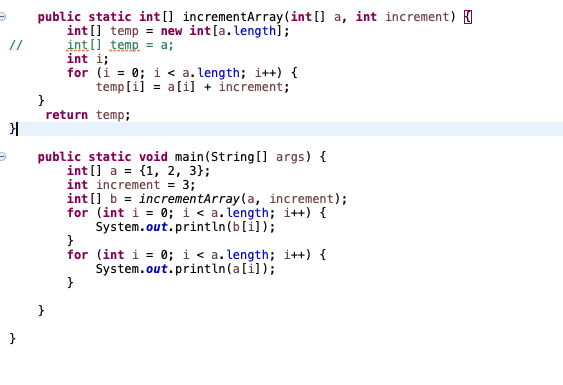 public static int[] incrementArray(int[] a, int increment) {
int[] temp = new int[a.length];
// int[] temp = a;
int i;
for (i = 0; i < a.length; i++) {
temp[i] = a[i] + increment;
}
return temp;
}
public static void main(String[] args) {
int[] a = {1, 2, 3};
int increment = 3;
int[] b = incrementArray(a, increment);
for (int i = 0; i < a.length; i++) {
System.out.println(b[i]);
}
for (int i = 0; i < a.length; i++) {
System.out.println(a[i]);
}
}
}